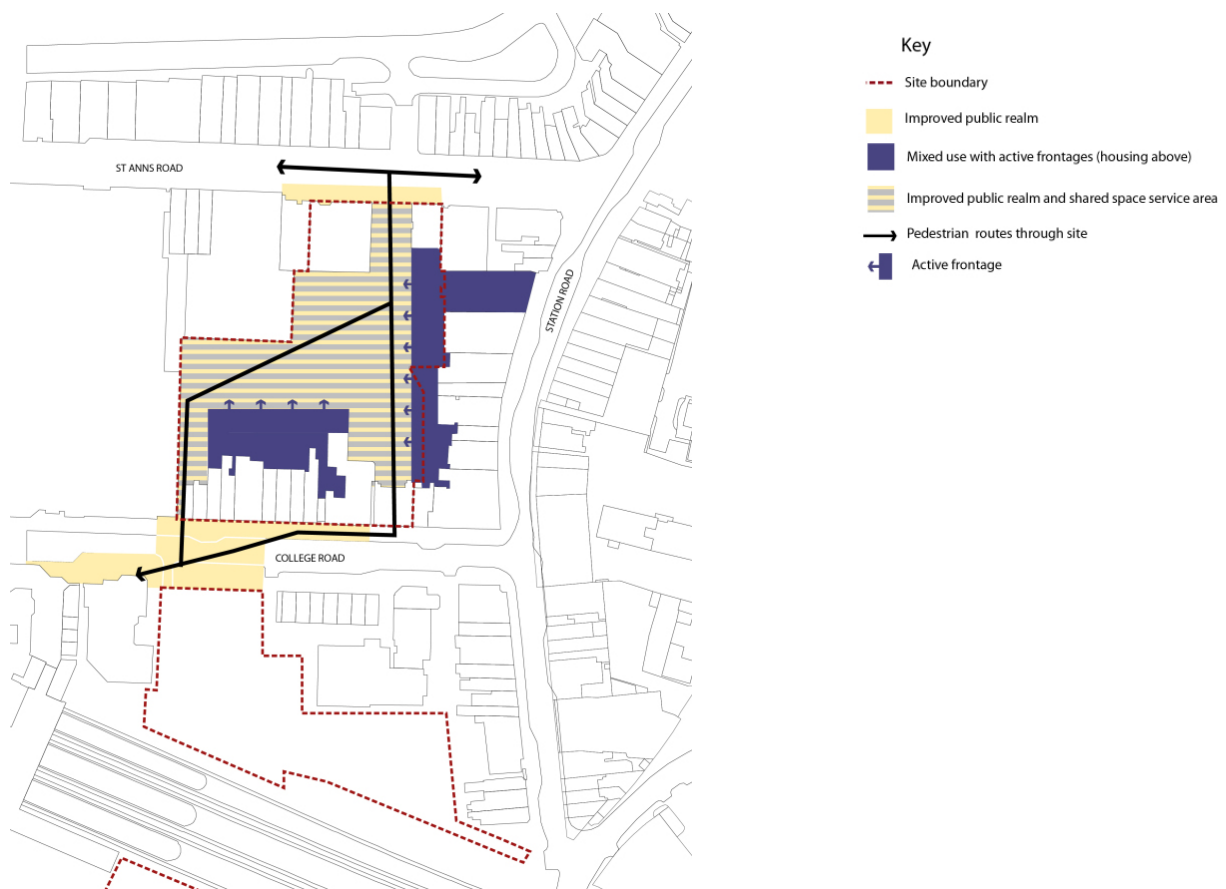 Key
Site boundary
Improved public realm
Mixed use with active frontages (housing above)
Improved public realm and shared space service area
Pedestrian routes through site
Active frontage
ST ANNS ROAD
STATION ROAD
COLLEGE ROAD